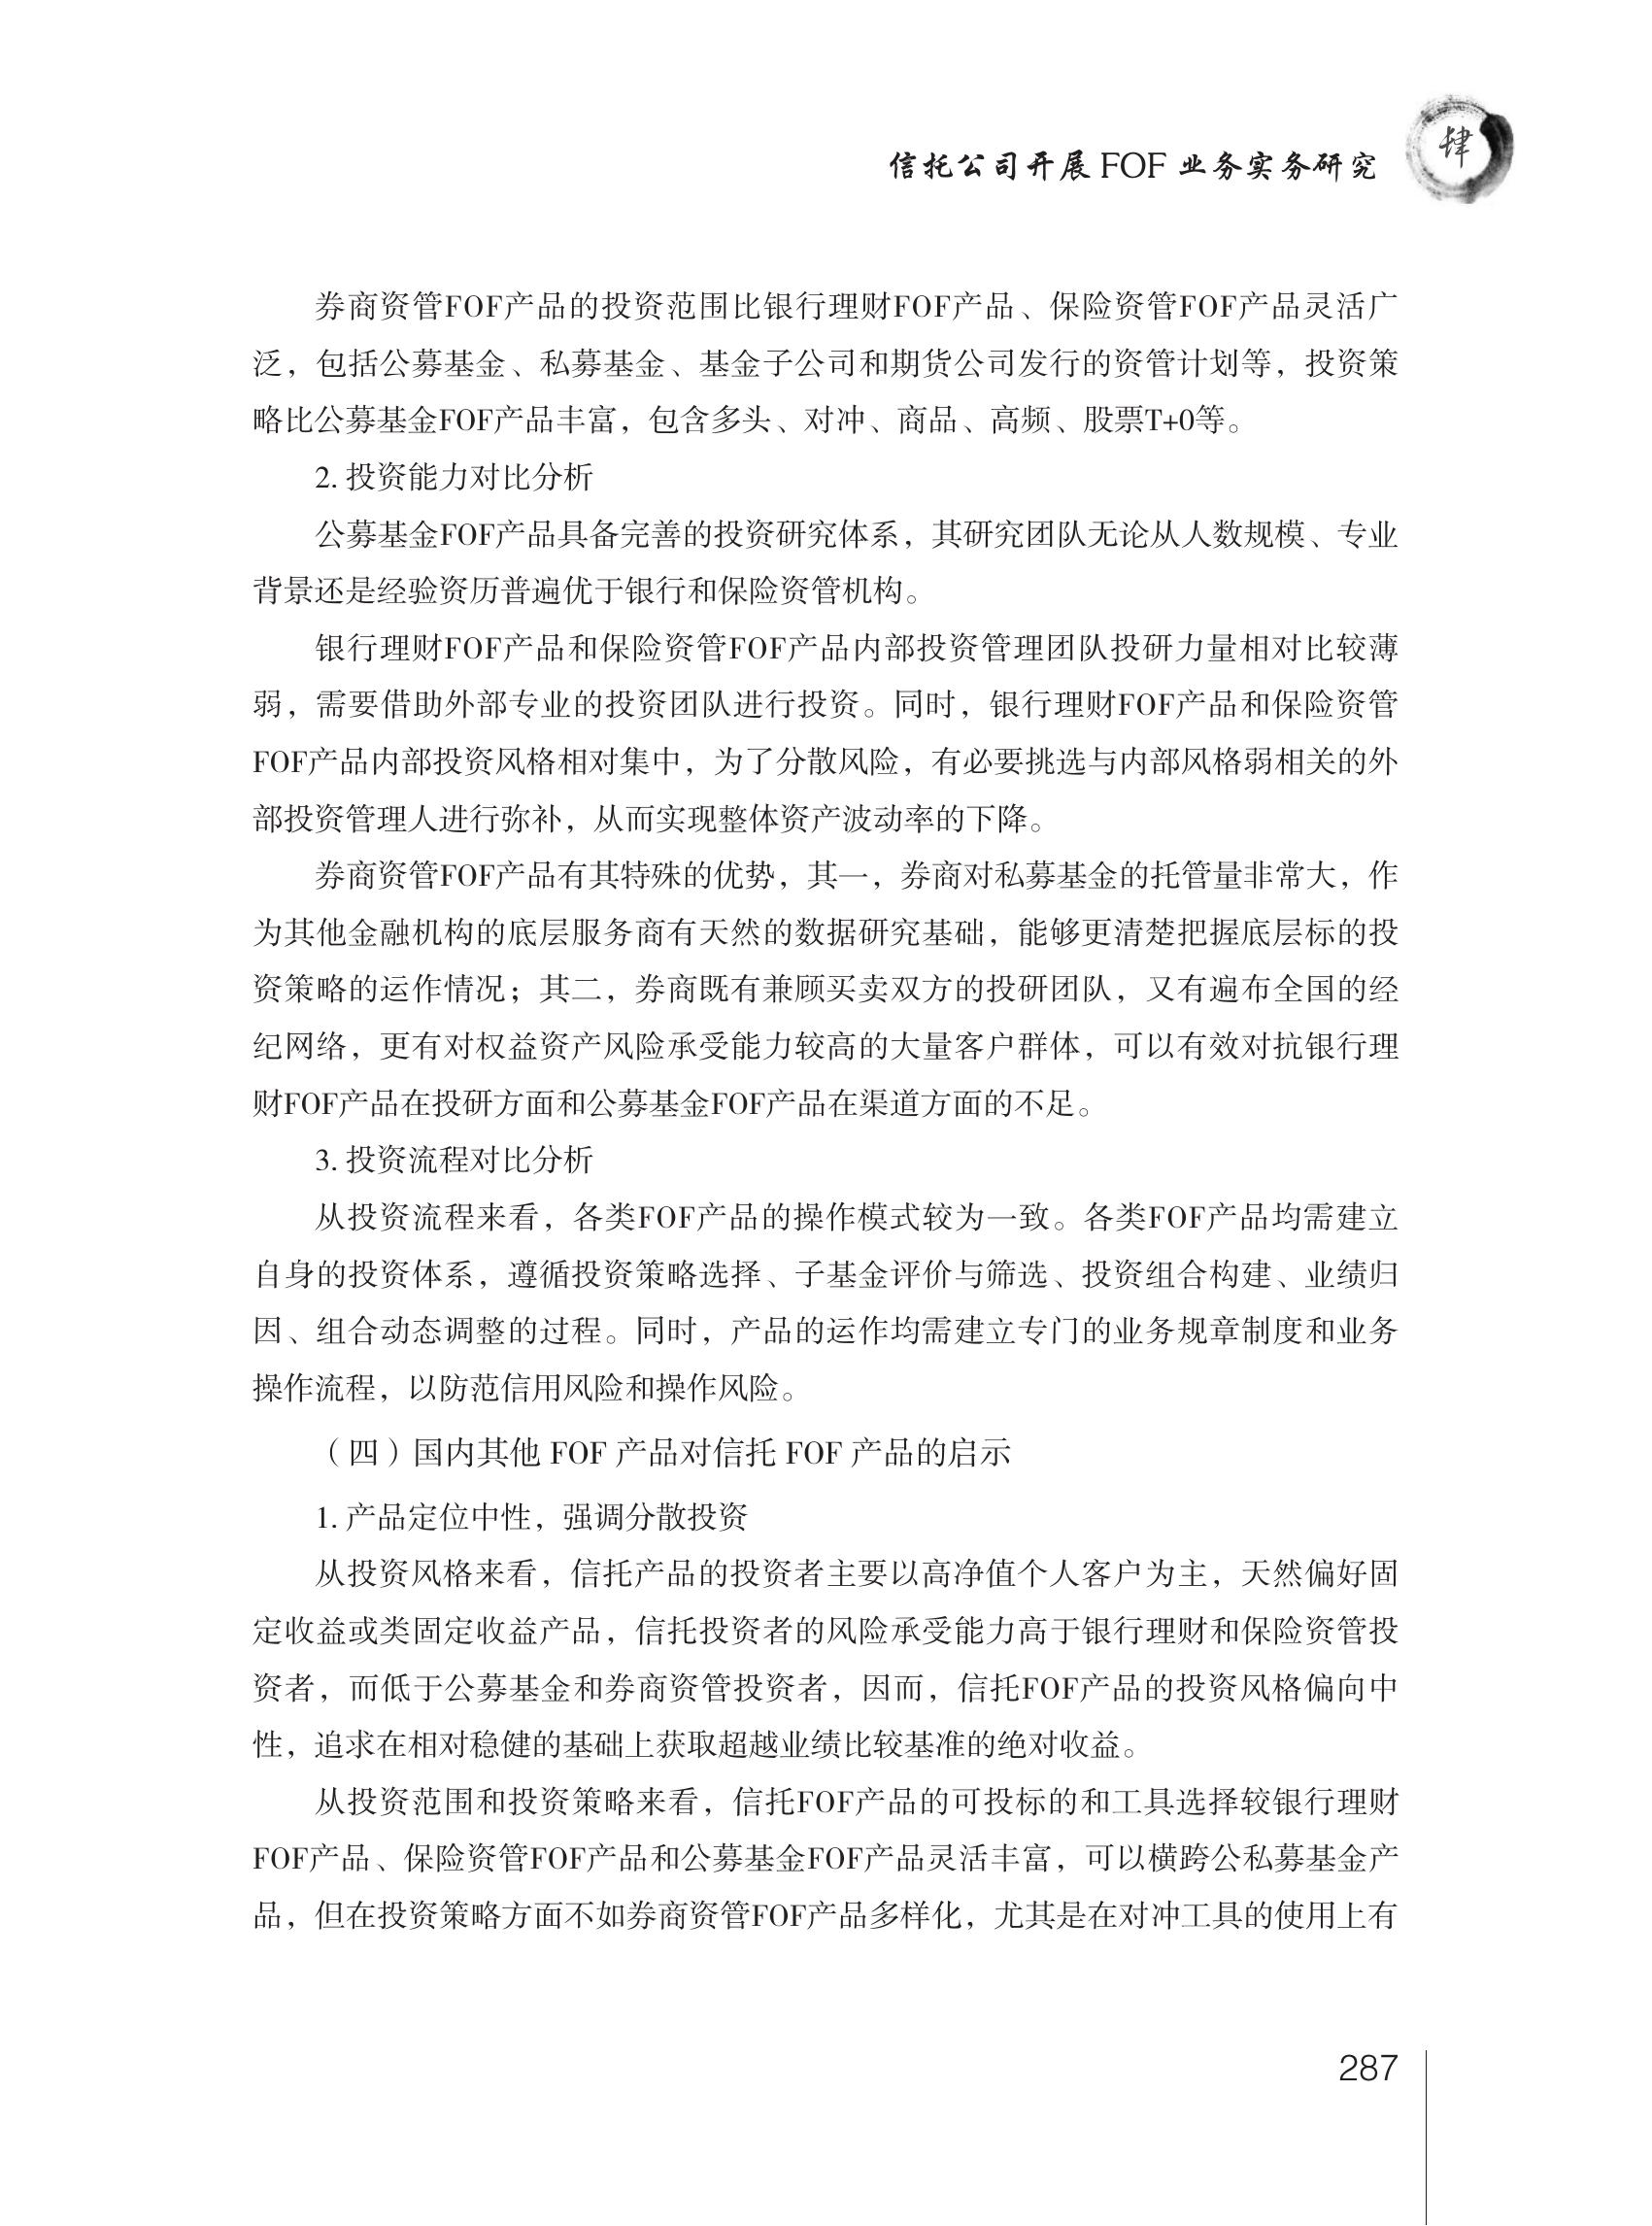 信托公司开展 FOF 业务实务研究
肆
券商资管FOF产品的投资范围比银行理财FOF产品、保险资管FOF产品灵活广
泛，包括公募基金、私募基金、基金子公司和期货公司发行的资管计划等，投资策
略比公募基金FOF产品丰富，包含多头、对冲、商品、高频、股票T+0等。
2. 投资能力对比分析
公募基金FOF产品具备完善的投资研究体系，其研究团队无论从人数规模、专业
背景还是经验资历普遍优于银行和保险资管机构。
银行理财FOF产品和保险资管FOF产品内部投资管理团队投研力量相对比较薄
弱，需要借助外部专业的投资团队进行投资。同时，银行理财FOF产品和保险资管
FOF产品内部投资风格相对集中，为了分散风险，有必要挑选与内部风格弱相关的外
部投资管理人进行弥补，从而实现整体资产波动率的下降。
券商资管FOF产品有其特殊的优势，其一，券商对私募基金的托管量非常大，作
为其他金融机构的底层服务商有天然的数据研究基础，能够更清楚把握底层标的投
资策略的运作情况；其二，券商既有兼顾买卖双方的投研团队，又有遍布全国的经
纪网络，更有对权益资产风险承受能力较高的大量客户群体，可以有效对抗银行理
财FOF产品在投研方面和公募基金FOF产品在渠道方面的不足。
3. 投资流程对比分析
从投资流程来看，各类FOF产品的操作模式较为一致。各类FOF产品均需建立
自身的投资体系，遵循投资策略选择、子基金评价与筛选、投资组合构建、业绩归
因、组合动态调整的过程。同时，产品的运作均需建立专门的业务规章制度和业务
操作流程，以防范信用风险和操作风险。
（四）国内其他 FOF 产品对信托 FOF 产品的启示
1. 产品定位中性，强调分散投资
从投资风格来看，信托产品的投资者主要以高净值个人客户为主，天然偏好固
定收益或类固定收益产品，信托投资者的风险承受能力高于银行理财和保险资管投
资者，而低于公募基金和券商资管投资者，因而，信托FOF产品的投资风格偏向中
性，追求在相对稳健的基础上获取超越业绩比较基准的绝对收益。
从投资范围和投资策略来看，信托FOF产品的可投标的和工具选择较银行理财
FOF产品、保险资管FOF产品和公募基金FOF产品灵活丰富，可以横跨公私募基金产
品，但在投资策略方面不如券商资管FOF产品多样化，尤其是在对冲工具的使用上有
287